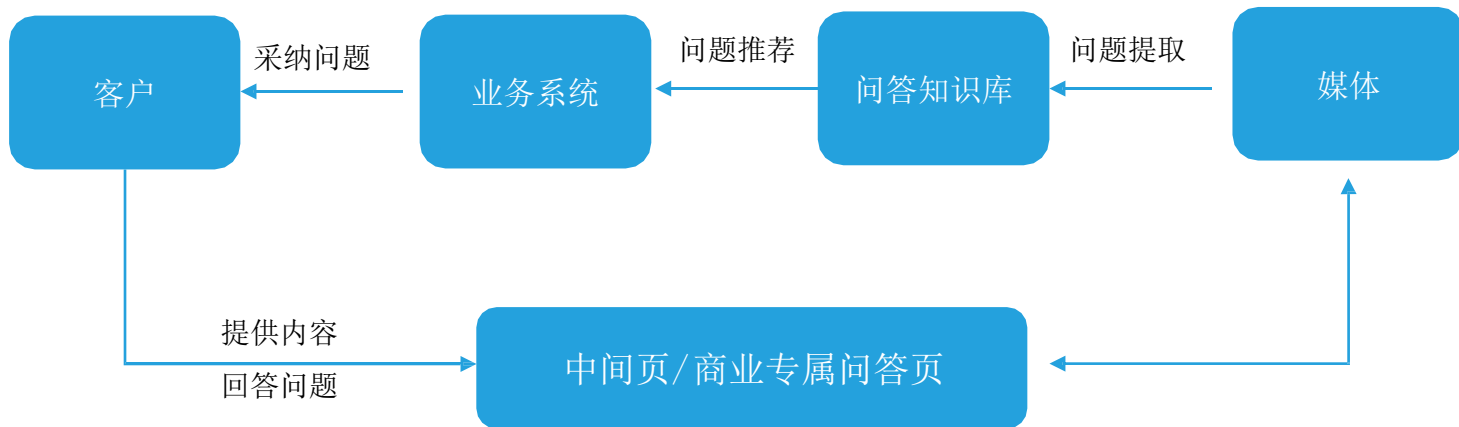 客户
采纳问题
业务系统
问题推荐
问答知识库
问题提取
媒体
提供内容
回答问题
中间页/商业专属问答页